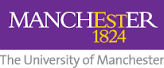 MANCHESTER
1824
The University of Manchester